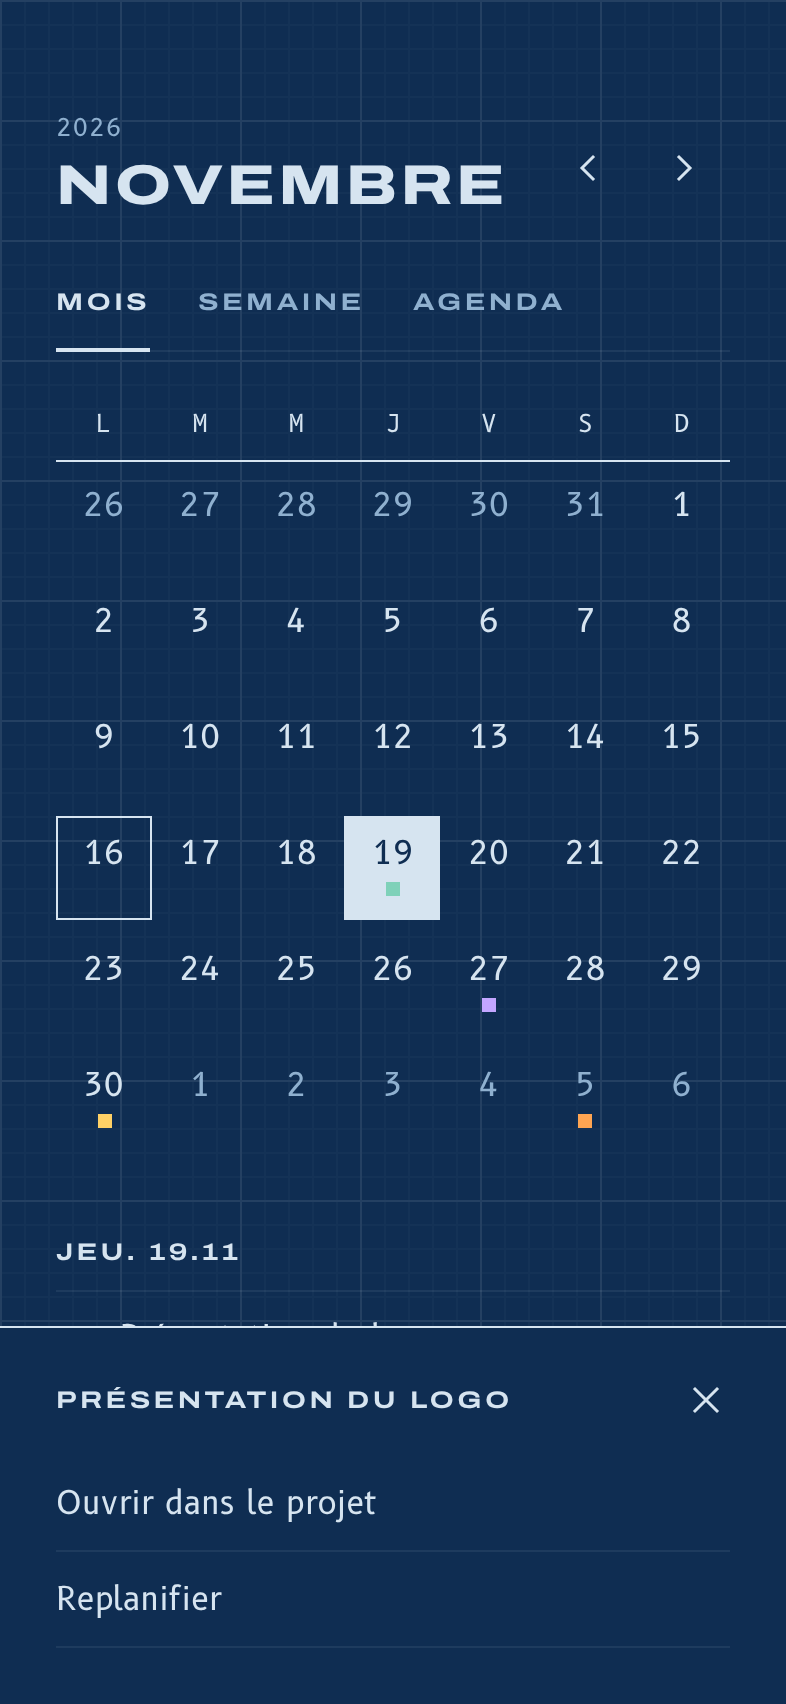 2026
NOVEMBRE
MOIS SEMAINE AGENDA
L M M J V S D
26 27 28 29 30 31 1
2 3 4 5 6 7 8
9 10 11 12 13 14 15
16 17 18 19 20 21 22
23 24 25 26 27 28 29
30 1 2 3 4 5 6
JEU. 19.11
PRÉSENTATION DU LOGO
Ouvrir dans le projet
Replanifier